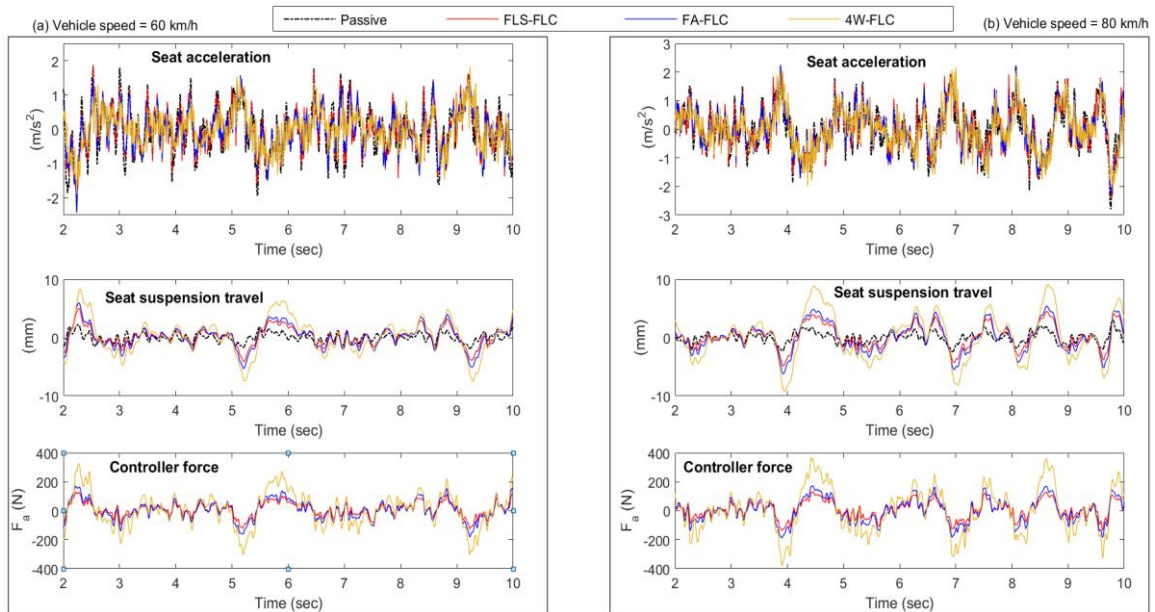 Passive FLS-FLC FA-FLC 4W-FLC
(a) Vehicle speed = 60 km/h
Seat acceleration
(m/s²)
2
1
0
-1
-2
2 3 4 5 6 7 8 9 10
Time (sec)
Seat suspension travel
(mm)
10
0
-10
2 3 4 5 6 7 8 9 10
Time (sec)
Controller force
F_a (N)
400
200
0
-200
-400
2 3 4 5 6 7 8 9 10
Time (sec)
(b) Vehicle speed = 80 km/h
Seat acceleration
(m/s²)
3
2
1
0
-1
-2
-3
2 3 4 5 6 7 8 9 10
Time (sec)
Seat suspension travel
(mm)
10
0
-10
2 3 4 5 6 7 8 9 10
Time (sec)
Controller force
F_a (N)
400
200
0
-200
-400
2 3 4 5 6 7 8 9 10
Time (sec)